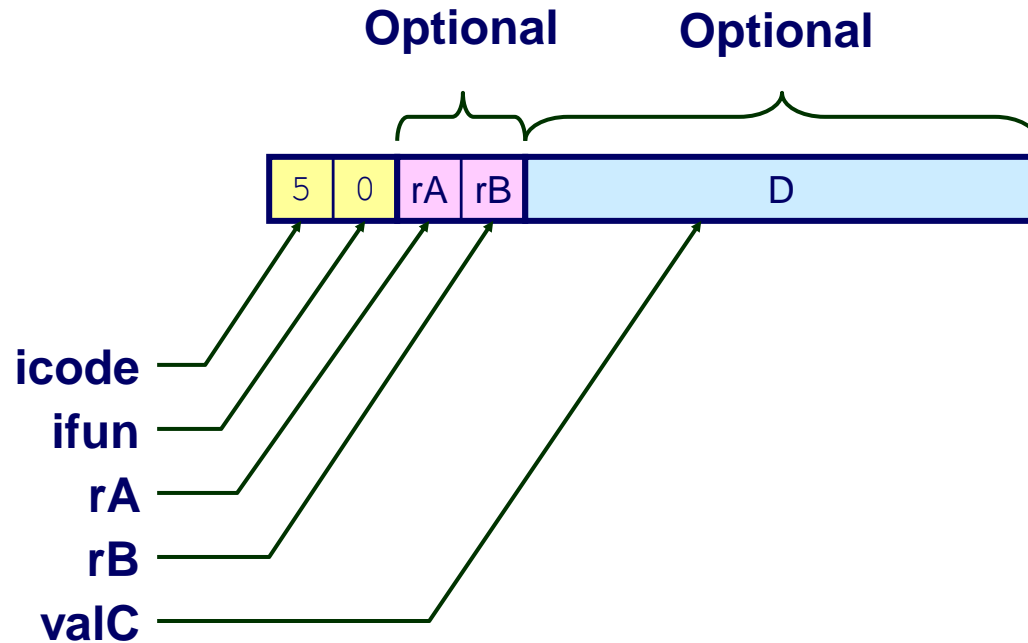 Optional Optional
5 0 rA rB D
icode
ifun
rA
rB
valC